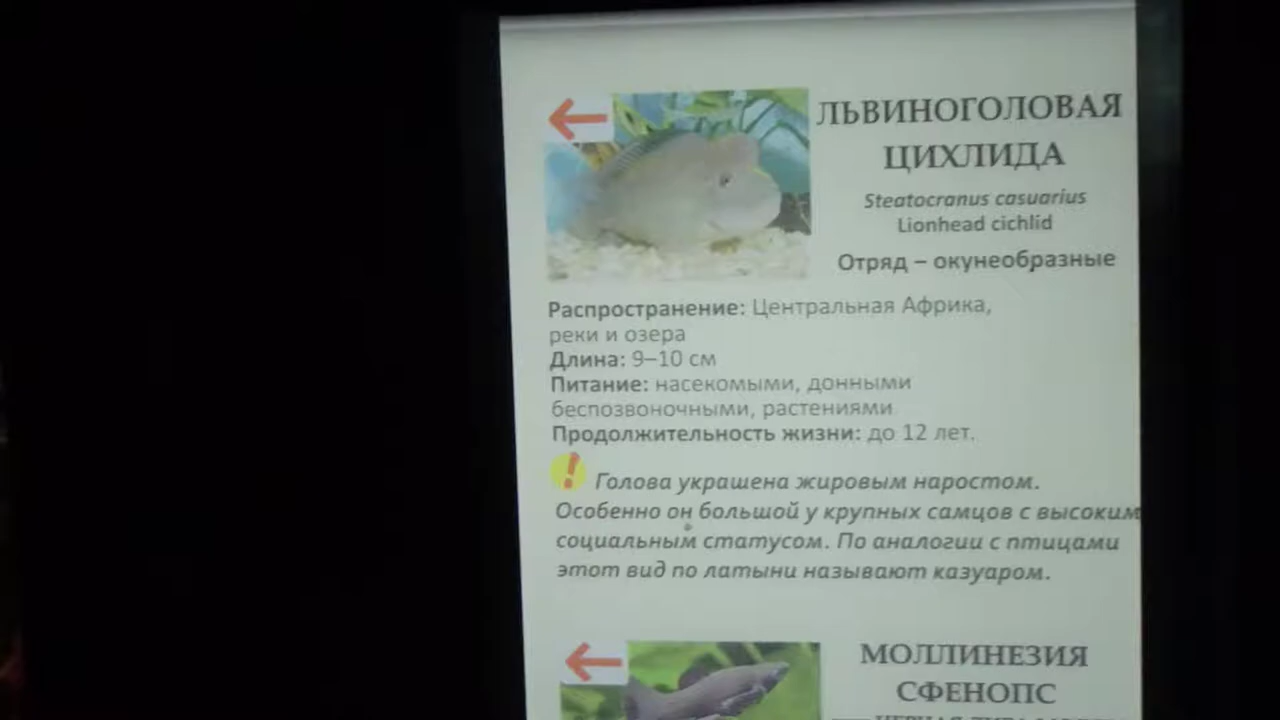 ЛЬВИНОГОЛОВАЯ
ЦИХЛИДА
Steatocranus casuarius
Lionhead cichlid
Отряд – окунеобразные
Распространение: Центральная Африка,
реки и озера
Длина: 9–10 см
Питание: насекомыми, донными
беспозвоночными, растениями
Продолжительность жизни: до 12 лет.
! Голова украшена жировым наростом.
Особенно он большой у крупных самцов с высоким
социальным статусом. По аналогии с птицами
этот вид по латыни называют казуаром.
МОЛЛИНЕЗИЯ
СФЕНОПС